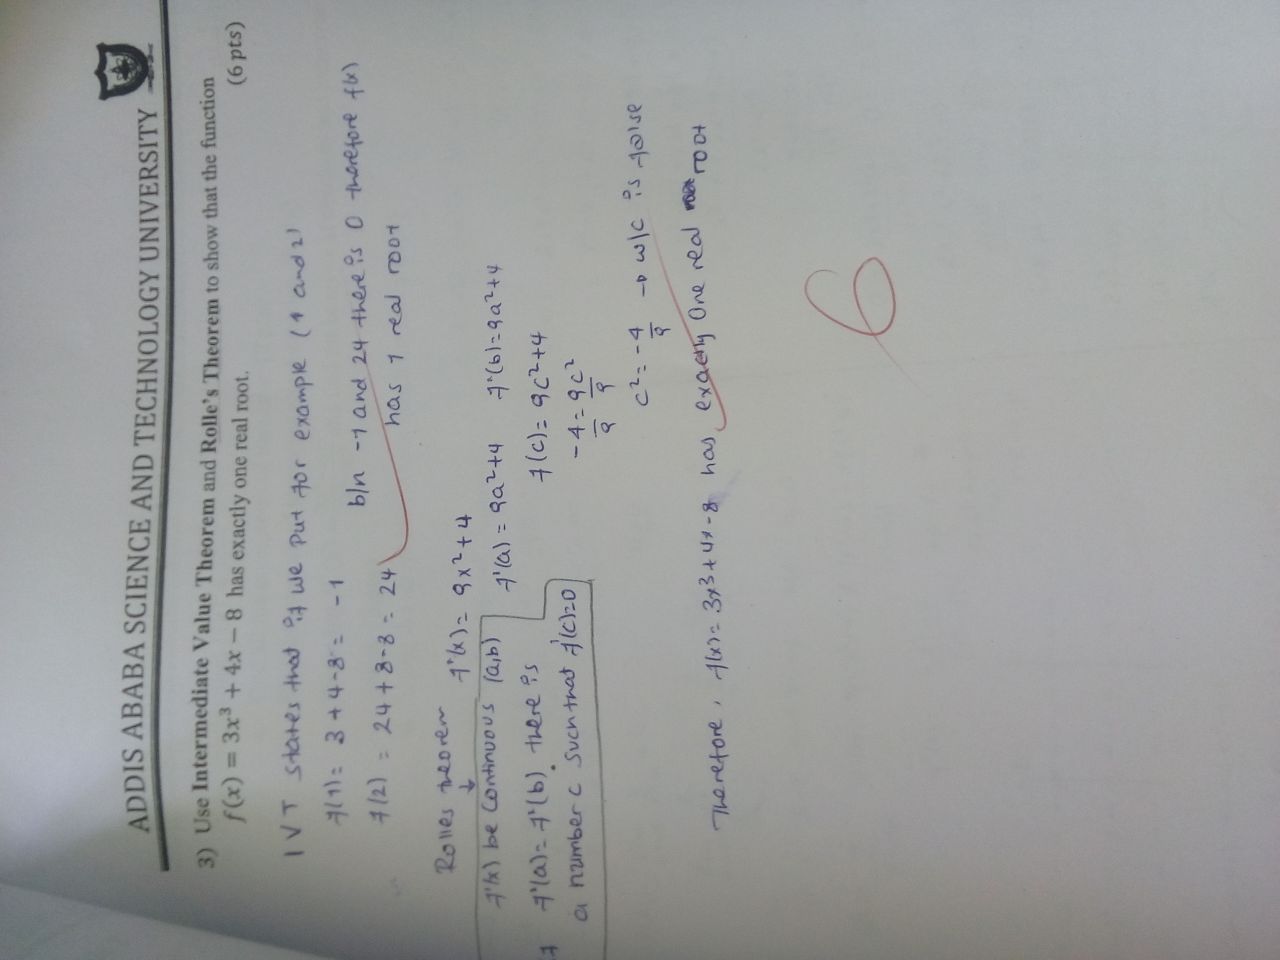 ADDIS ABABA SCIENCE AND TECHNOLOGY UNIVERSITY
3) Use Intermediate Value Theorem and Rolle's Theorem to show that the function
f(x) = 3x³ + 4x − 8 has exactly one real root. (6 pts)
IVT states that if we put for example (1 and 2)
f(1) = 3+4-8 = -1
b/n -1 and 24 there is 0 therefore f(x)
f(2) = 24+8-8 = 24
has 1 real root
Rolles theorem f'(x) = 9x²+4
f'(x) be continuous (a,b)
f'(a) = 9a²+4 f'(b) = 9a²+4
f'(a) = f'(b) there is
f(c) = 9c²+4
a number c such that f'(c)=0
-4/9 = 9c²/9
c² = -4/9 → w/c is false
Therefore, f(x) = 3x³+4x-8 has exactly one real root
6